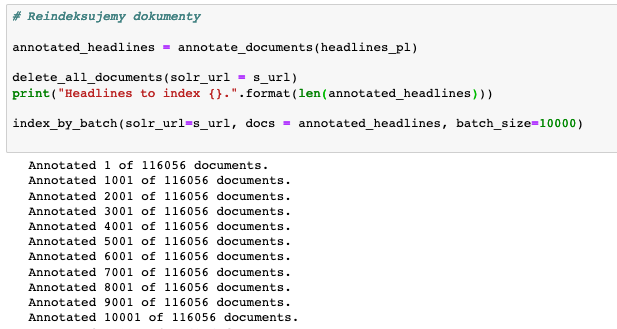 # Reindeksujemy dokumenty
annotated_headlines = annotate_documents(headlines_pl)
delete_all_documents(solr_url = s_url)
print("Headlines to index {}.".format(len(annotated_headlines)))
index_by_batch(solr_url=s_url, docs = annotated_headlines, batch_size=10000)
Annotated 1 of 116056 documents.
Annotated 1001 of 116056 documents.
Annotated 2001 of 116056 documents.
Annotated 3001 of 116056 documents.
Annotated 4001 of 116056 documents.
Annotated 5001 of 116056 documents.
Annotated 6001 of 116056 documents.
Annotated 7001 of 116056 documents.
Annotated 8001 of 116056 documents.
Annotated 9001 of 116056 documents.
Annotated 10001 of 116056 documents.